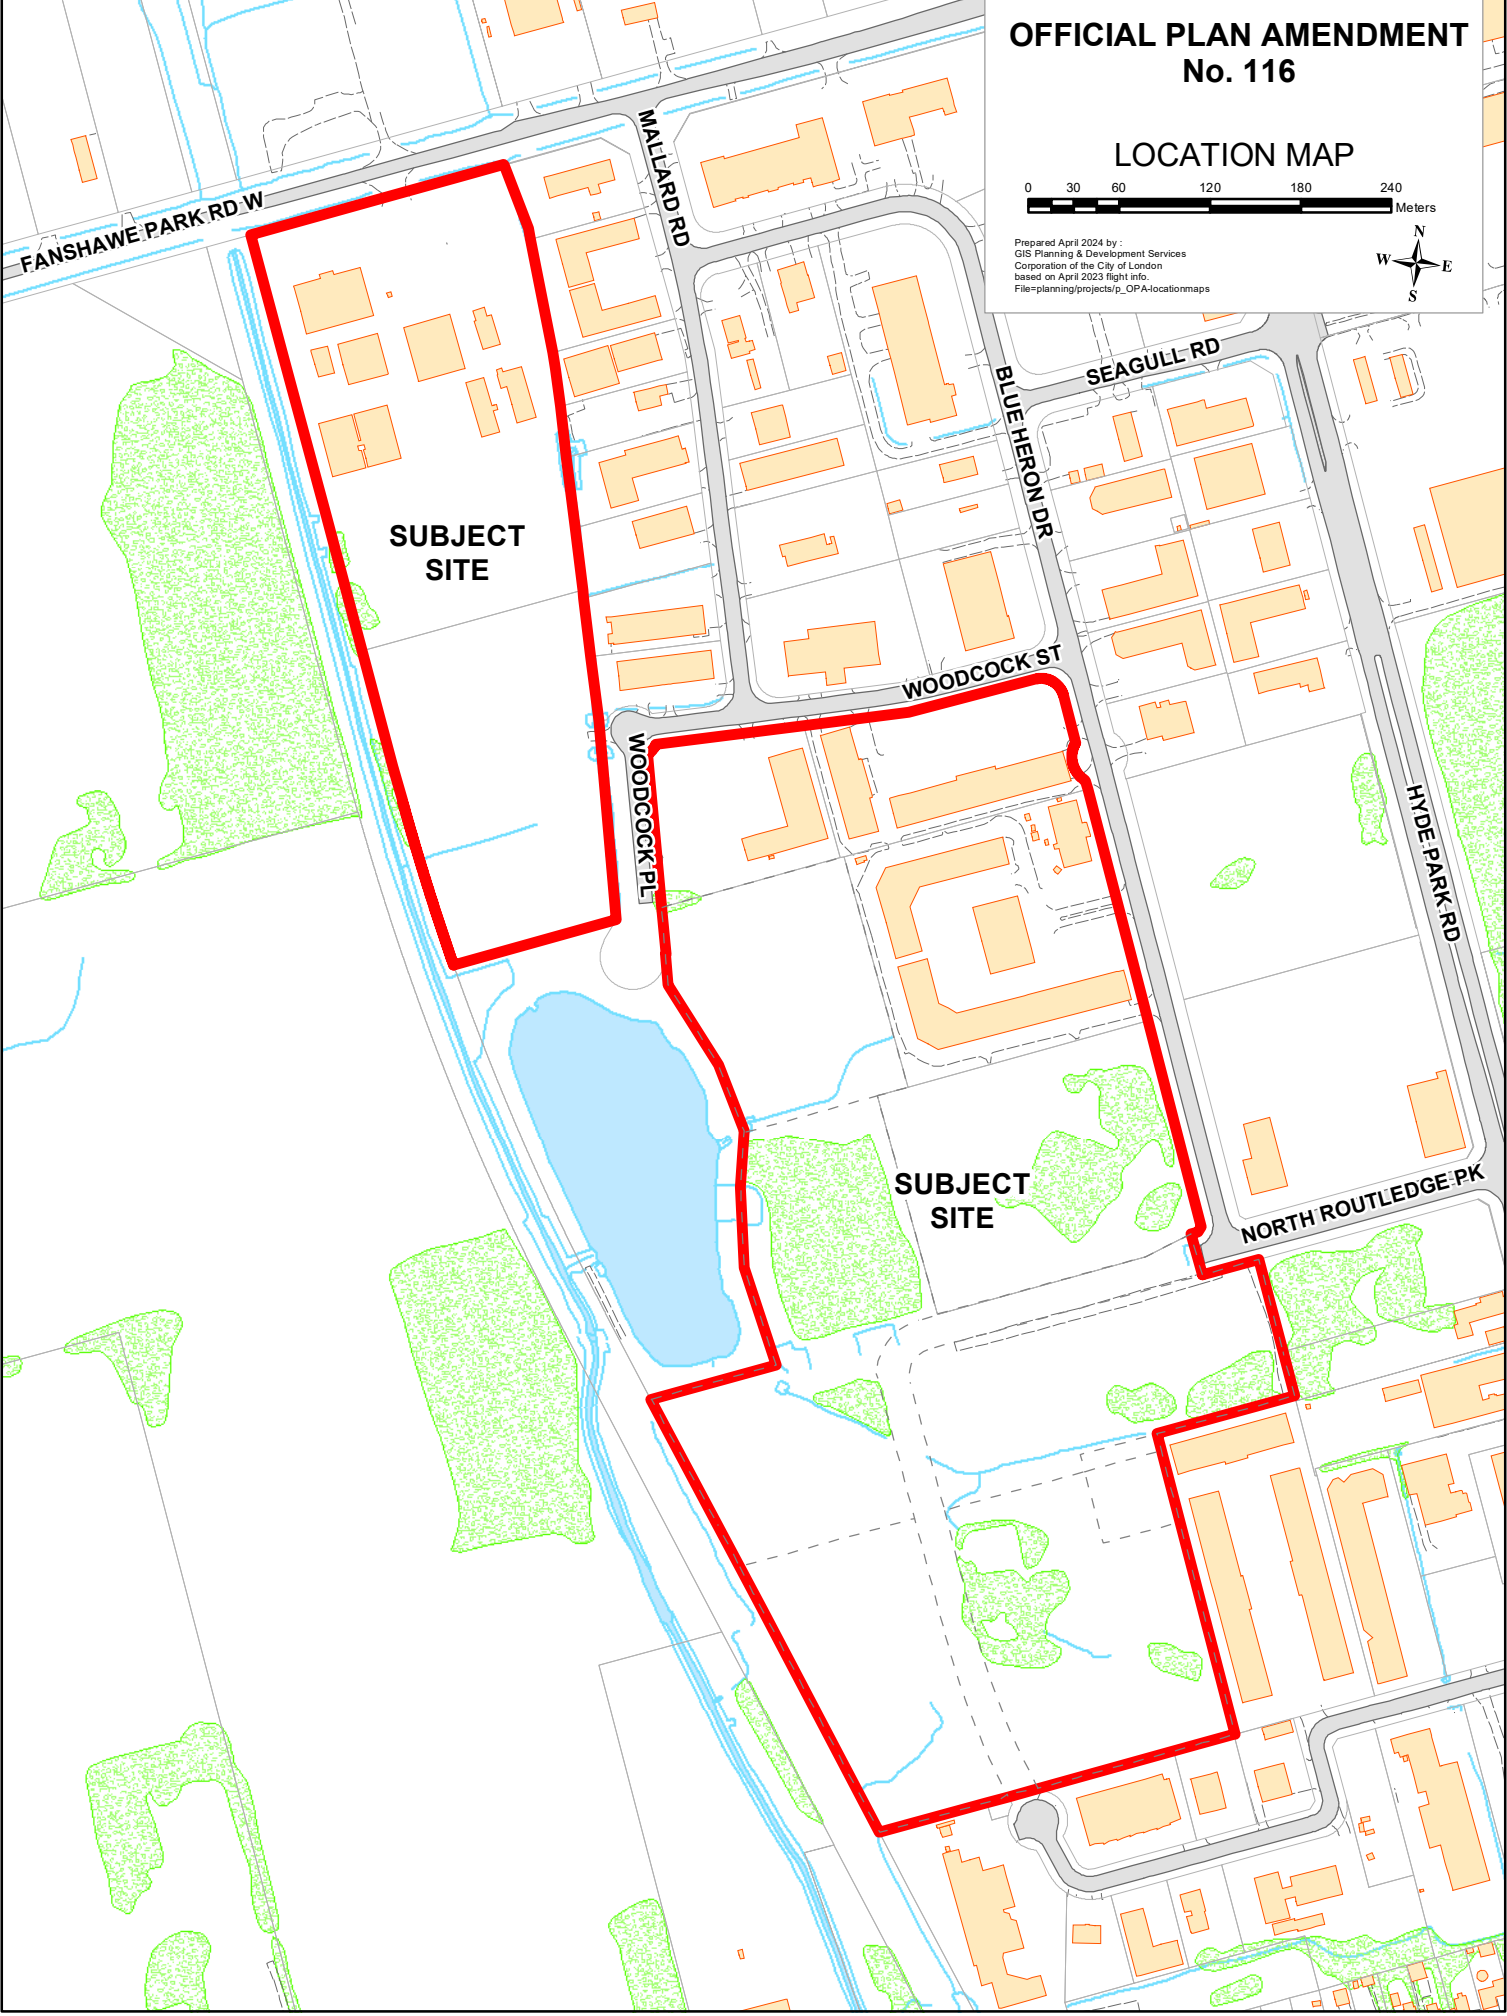 OFFICIAL PLAN AMENDMENT
No. 116
LOCATION MAP
0 30 60 120 180 240
Meters
Prepared April 2024 by :
GIS Planning & Development Services
Corporation of the City of London
based on April 2023 flight info.
File=planning/projects/p_OPA-locationmaps
N
W E
S
FANSHAWE PARK RD W
MALLARD RD
SEAGULL RD
BLUE HERON DR
SUBJECT
SITE
WOODCOCK ST
WOODCOCK PL
HYDE PARK RD
SUBJECT
SITE
NORTH ROUTLEDGE PK